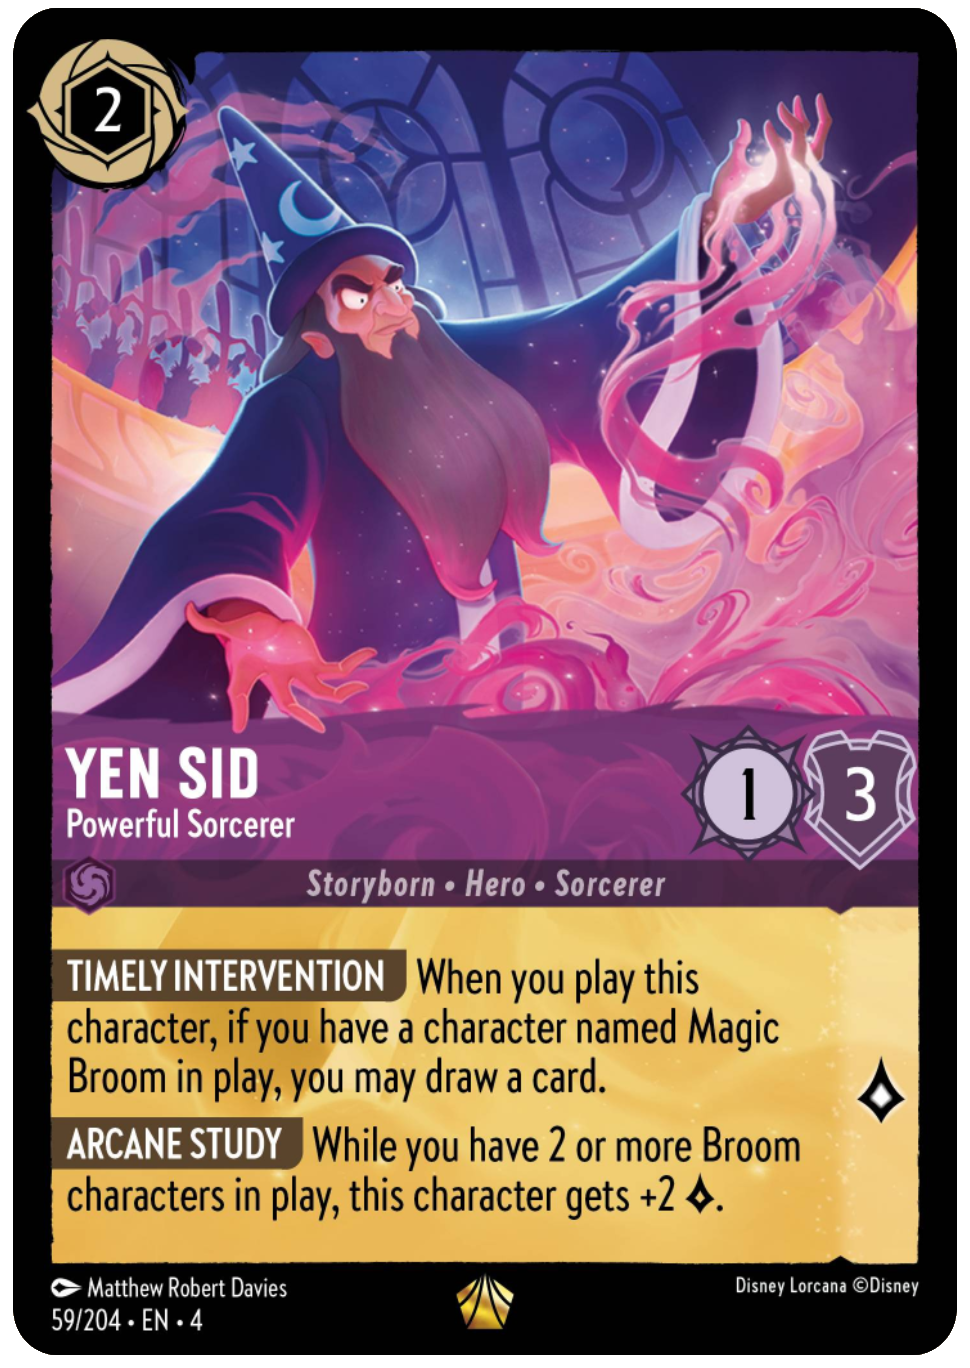 2
YEN SID
Powerful Sorcerer
1
3
Storyborn • Hero • Sorcerer
TIMELY INTERVENTION When you play this
character, if you have a character named Magic
Broom in play, you may draw a card.
ARCANE STUDY While you have 2 or more Broom
characters in play, this character gets +2 .
Matthew Robert Davies
Disney Lorcana ©Disney
59/204 • EN • 4